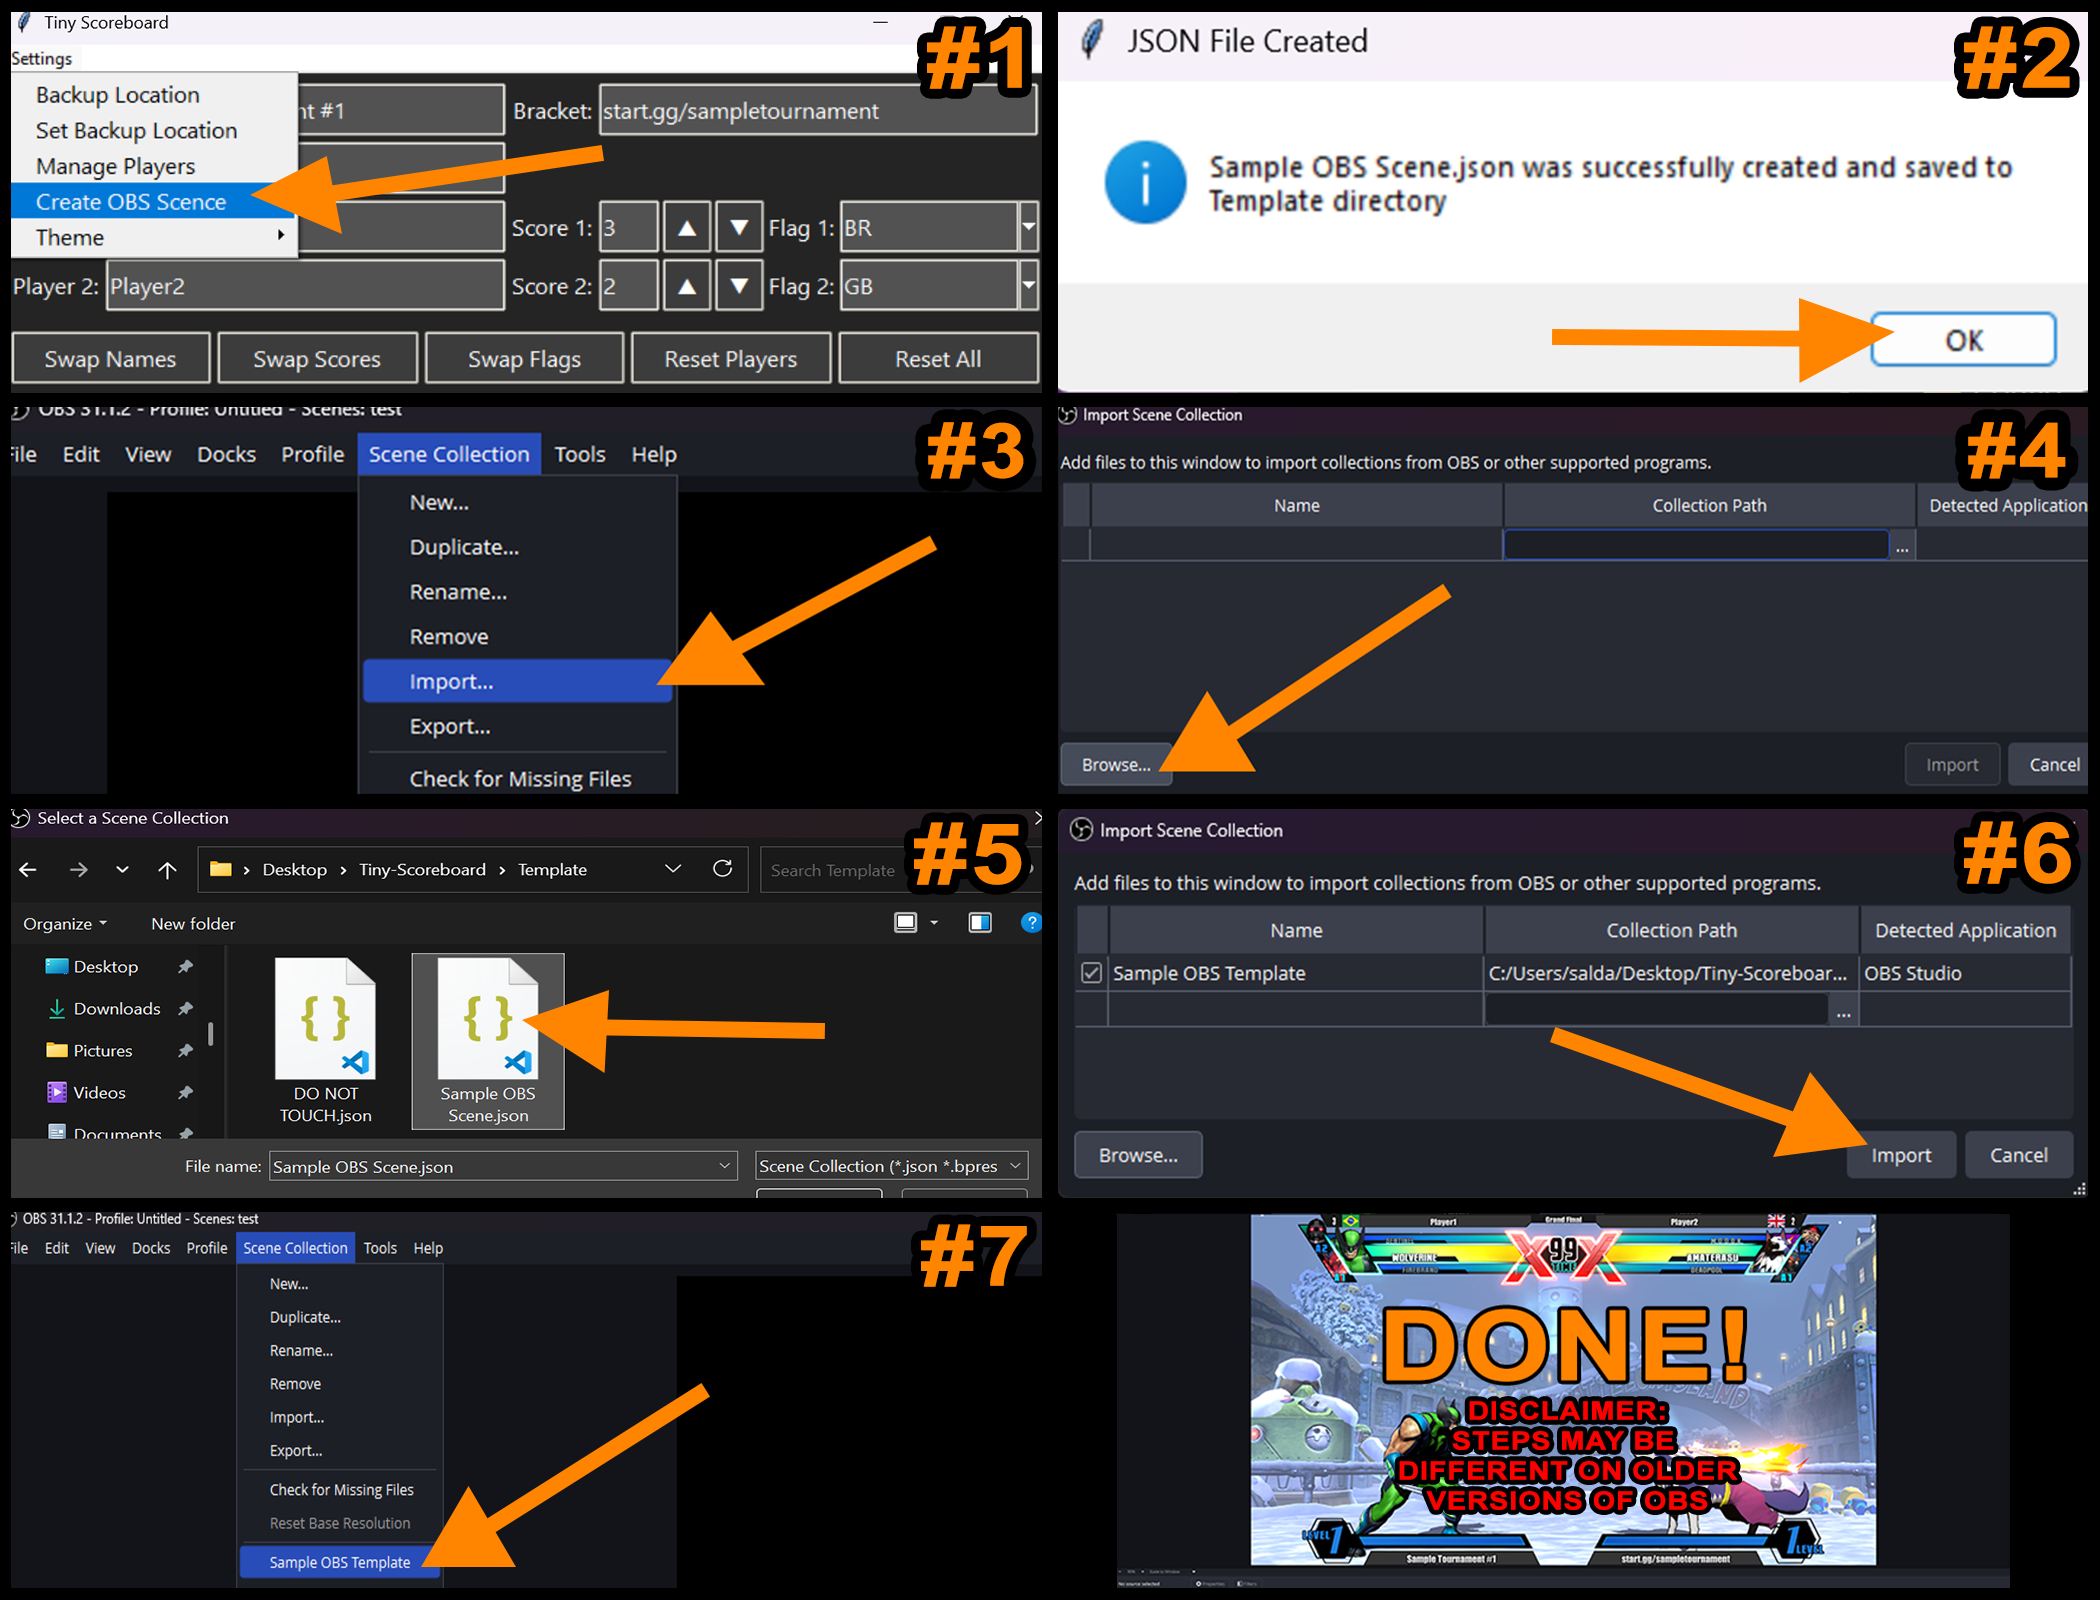 Tiny Scoreboard
#1
Settings
Backup Location
Set Backup Location
Manage Players
Create OBS Scence
Theme
nt #1
Bracket: start.gg/sampletournament
Score 1: 3 ▲ ▼ Flag 1: BR
Player 2: Player2 Score 2: 2 ▲ ▼ Flag 2: GB
Swap Names Swap Scores Swap Flags Reset Players Reset All
#2
JSON File Created
Sample OBS Scene.json was successfully created and saved to
Template directory
OK
#3
OBS 31.1.2 - Profile: Untitled - Scenes: test
File Edit View Docks Profile Scene Collection Tools Help
New...
Duplicate...
Rename...
Remove
Import...
Export...
Check for Missing Files
#4
Import Scene Collection
Add files to this window to import collections from OBS or other supported programs.
Name Collection Path Detected Application
...
Browse... Import Cancel
#5
Select a Scene Collection
Desktop > Tiny-Scoreboard > Template
Search Template
Organize New folder
Desktop
Downloads
Pictures
Videos
Documents
DO NOT
TOUCH.json
Sample OBS
Scene.json
File name: Sample OBS Scene.json Scene Collection (*.json *.bpres
#6
Import Scene Collection
Add files to this window to import collections from OBS or other supported programs.
Name Collection Path Detected Application
Sample OBS Template C:/Users/salda/Desktop/Tiny-Scoreboar... OBS Studio
...
Browse... Import Cancel
#7
OBS 31.1.2 - Profile: Untitled - Scenes: test
File Edit View Docks Profile Scene Collection Tools Help
New...
Duplicate...
Rename...
Remove
Import...
Export...
Check for Missing Files
Reset Base Resolution
Sample OBS Template
3 Player1 Grand Final Player2 2
WOLVERINE 99 AMATERASU
FIREBRAND TIME DEADPOOL
DONE!
DISCLAIMER:
STEPS MAY BE
DIFFERENT ON OLDER
VERSIONS OF OBS
LEVEL 1 1 LEVEL
Sample Tournament #1 start.gg/sampletournament
No source selected Properties Filters